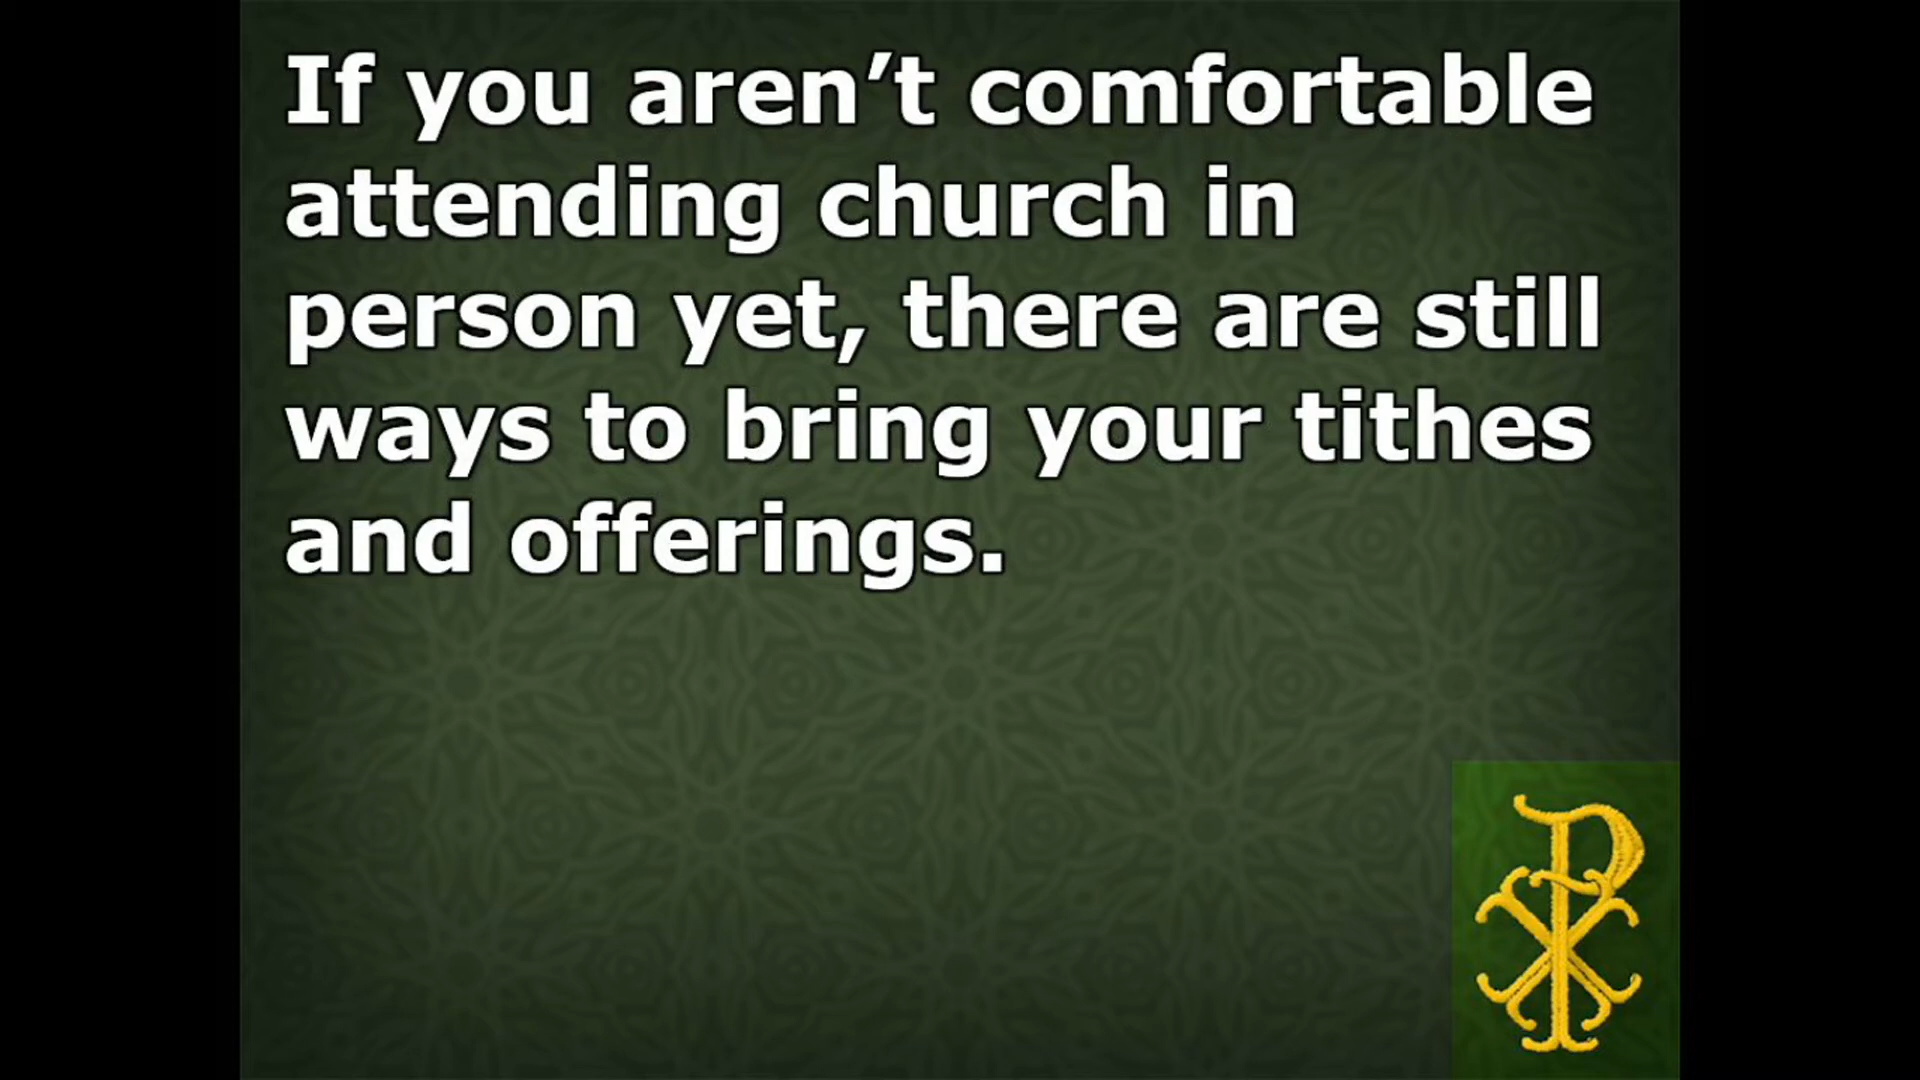 If you aren’t comfortable
attending church in
person yet, there are still
ways to bring your tithes
and offerings.